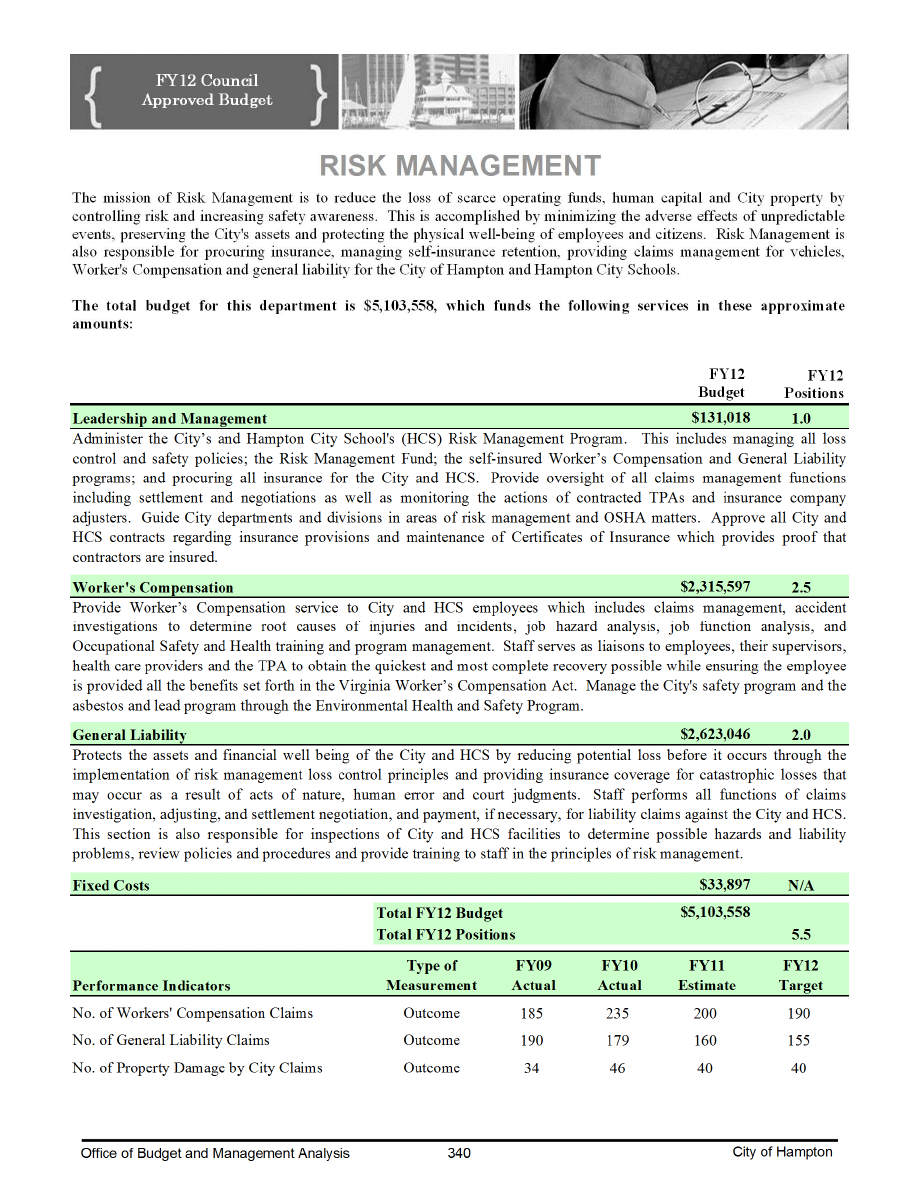 FY12 Council
Approved Budget
RISK MANAGEMENT
The mission of Risk Management is to reduce the loss of scarce operating funds, human capital and City property by
controlling risk and increasing safety awareness. This is accomplished by minimizing the adverse effects of unpredictable
events, preserving the City's assets and protecting the physical well-being of employees and citizens. Risk Management is
also responsible for procuring insurance, managing self-insurance retention, providing claims management for vehicles,
Worker's Compensation and general liability for the City of Hampton and Hampton City Schools.
The total budget for this department is $5,103,558, which funds the following services in these approximate
amounts:
FY12 FY12
Budget Positions
Leadership and Management $131,018 1.0
Administer the City’s and Hampton City School's (HCS) Risk Management Program. This includes managing all loss
control and safety policies; the Risk Management Fund; the self-insured Worker’s Compensation and General Liability
programs; and procuring all insurance for the City and HCS. Provide oversight of all claims management functions
including settlement and negotiations as well as monitoring the actions of contracted TPAs and insurance company
adjusters. Guide City departments and divisions in areas of risk management and OSHA matters. Approve all City and
HCS contracts regarding insurance provisions and maintenance of Certificates of Insurance which provides proof that
contractors are insured.
Worker's Compensation $2,315,597 2.5
Provide Worker’s Compensation service to City and HCS employees which includes claims management, accident
investigations to determine root causes of injuries and incidents, job hazard analysis, job function analysis, and
Occupational Safety and Health training and program management. Staff serves as liaisons to employees, their supervisors,
health care providers and the TPA to obtain the quickest and most complete recovery possible while ensuring the employee
is provided all the benefits set forth in the Virginia Worker’s Compensation Act. Manage the City's safety program and the
asbestos and lead program through the Environmental Health and Safety Program.
General Liability $2,623,046 2.0
Protects the assets and financial well being of the City and HCS by reducing potential loss before it occurs through the
implementation of risk management loss control principles and providing insurance coverage for catastrophic losses that
may occur as a result of acts of nature, human error and court judgments. Staff performs all functions of claims
investigation, adjusting, and settlement negotiation, and payment, if necessary, for liability claims against the City and HCS.
This section is also responsible for inspections of City and HCS facilities to determine possible hazards and liability
problems, review policies and procedures and provide training to staff in the principles of risk management.
Fixed Costs $33,897 N/A
Total FY12 Budget $5,103,558
Total FY12 Positions 5.5
Type of FY09 FY10 FY11 FY12
Performance Indicators Measurement Actual Actual Estimate Target
No. of Workers' Compensation Claims Outcome 185 235 200 190
No. of General Liability Claims Outcome 190 179 160 155
No. of Property Damage by City Claims Outcome 34 46 40 40
Office of Budget and Management Analysis 340 City of Hampton